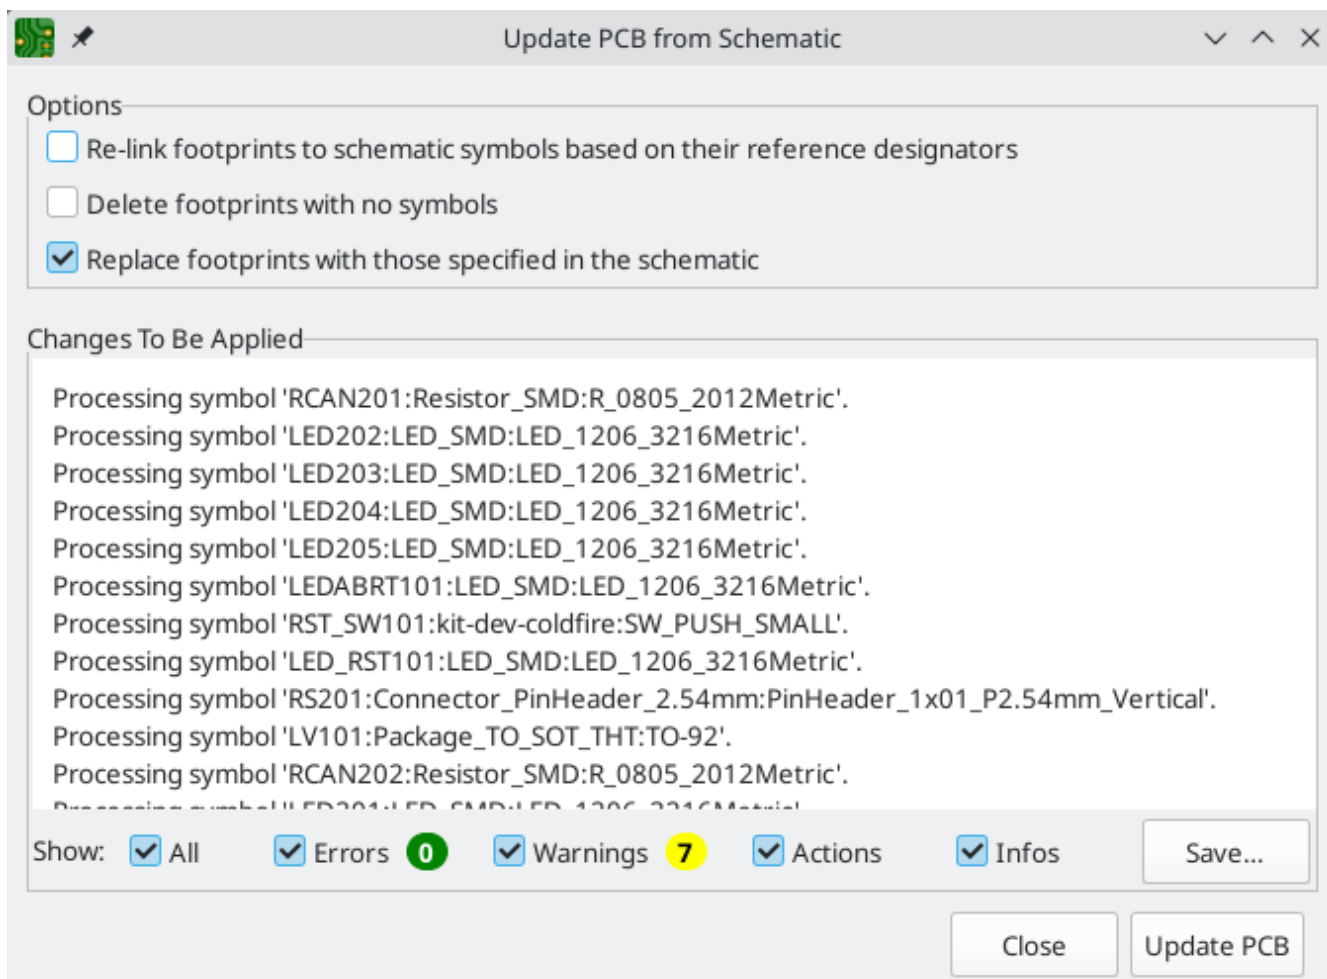 Update PCB from Schematic
Options
Re-link footprints to schematic symbols based on their reference designators
Delete footprints with no symbols
Replace footprints with those specified in the schematic
Changes To Be Applied
Processing symbol 'RCAN201:Resistor_SMD:R_0805_2012Metric'.
Processing symbol 'LED202:LED_SMD:LED_1206_3216Metric'.
Processing symbol 'LED203:LED_SMD:LED_1206_3216Metric'.
Processing symbol 'LED204:LED_SMD:LED_1206_3216Metric'.
Processing symbol 'LED205:LED_SMD:LED_1206_3216Metric'.
Processing symbol 'LEDABRT101:LED_SMD:LED_1206_3216Metric'.
Processing symbol 'RST_SW101:kit-dev-coldfire:SW_PUSH_SMALL'.
Processing symbol 'LED_RST101:LED_SMD:LED_1206_3216Metric'.
Processing symbol 'RS201:Connector_PinHeader_2.54mm:PinHeader_1x01_P2.54mm_Vertical'.
Processing symbol 'LV101:Package_TO_SOT_THT:TO-92'.
Processing symbol 'RCAN202:Resistor_SMD:R_0805_2012Metric'.
Processing symbol 'LED201:LED_SMD:LED_1206_3216Metric'.
Show: All Errors 0 Warnings 7 Actions Infos Save...
Close Update PCB